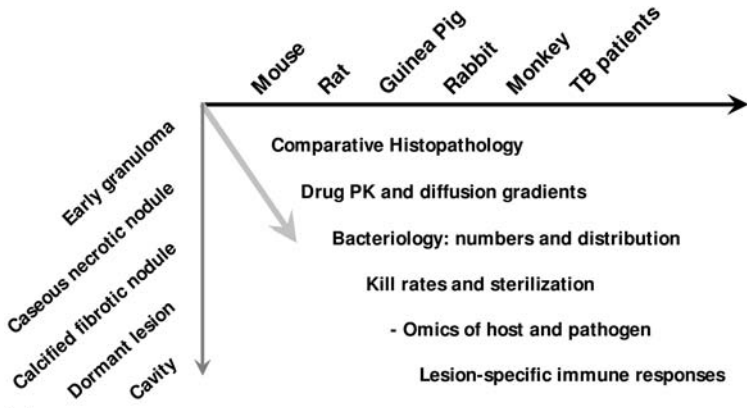 Mouse
Rat
Guinea Pig
Rabbit
Monkey
TB patients
Early granuloma
Caseous necrotic nodule
Calcified fibrotic nodule
Dormant lesion
Cavity
Comparative Histopathology
Drug PK and diffusion gradients
Bacteriology: numbers and distribution
Kill rates and sterilization
- Omics of host and pathogen
Lesion-specific immune responses